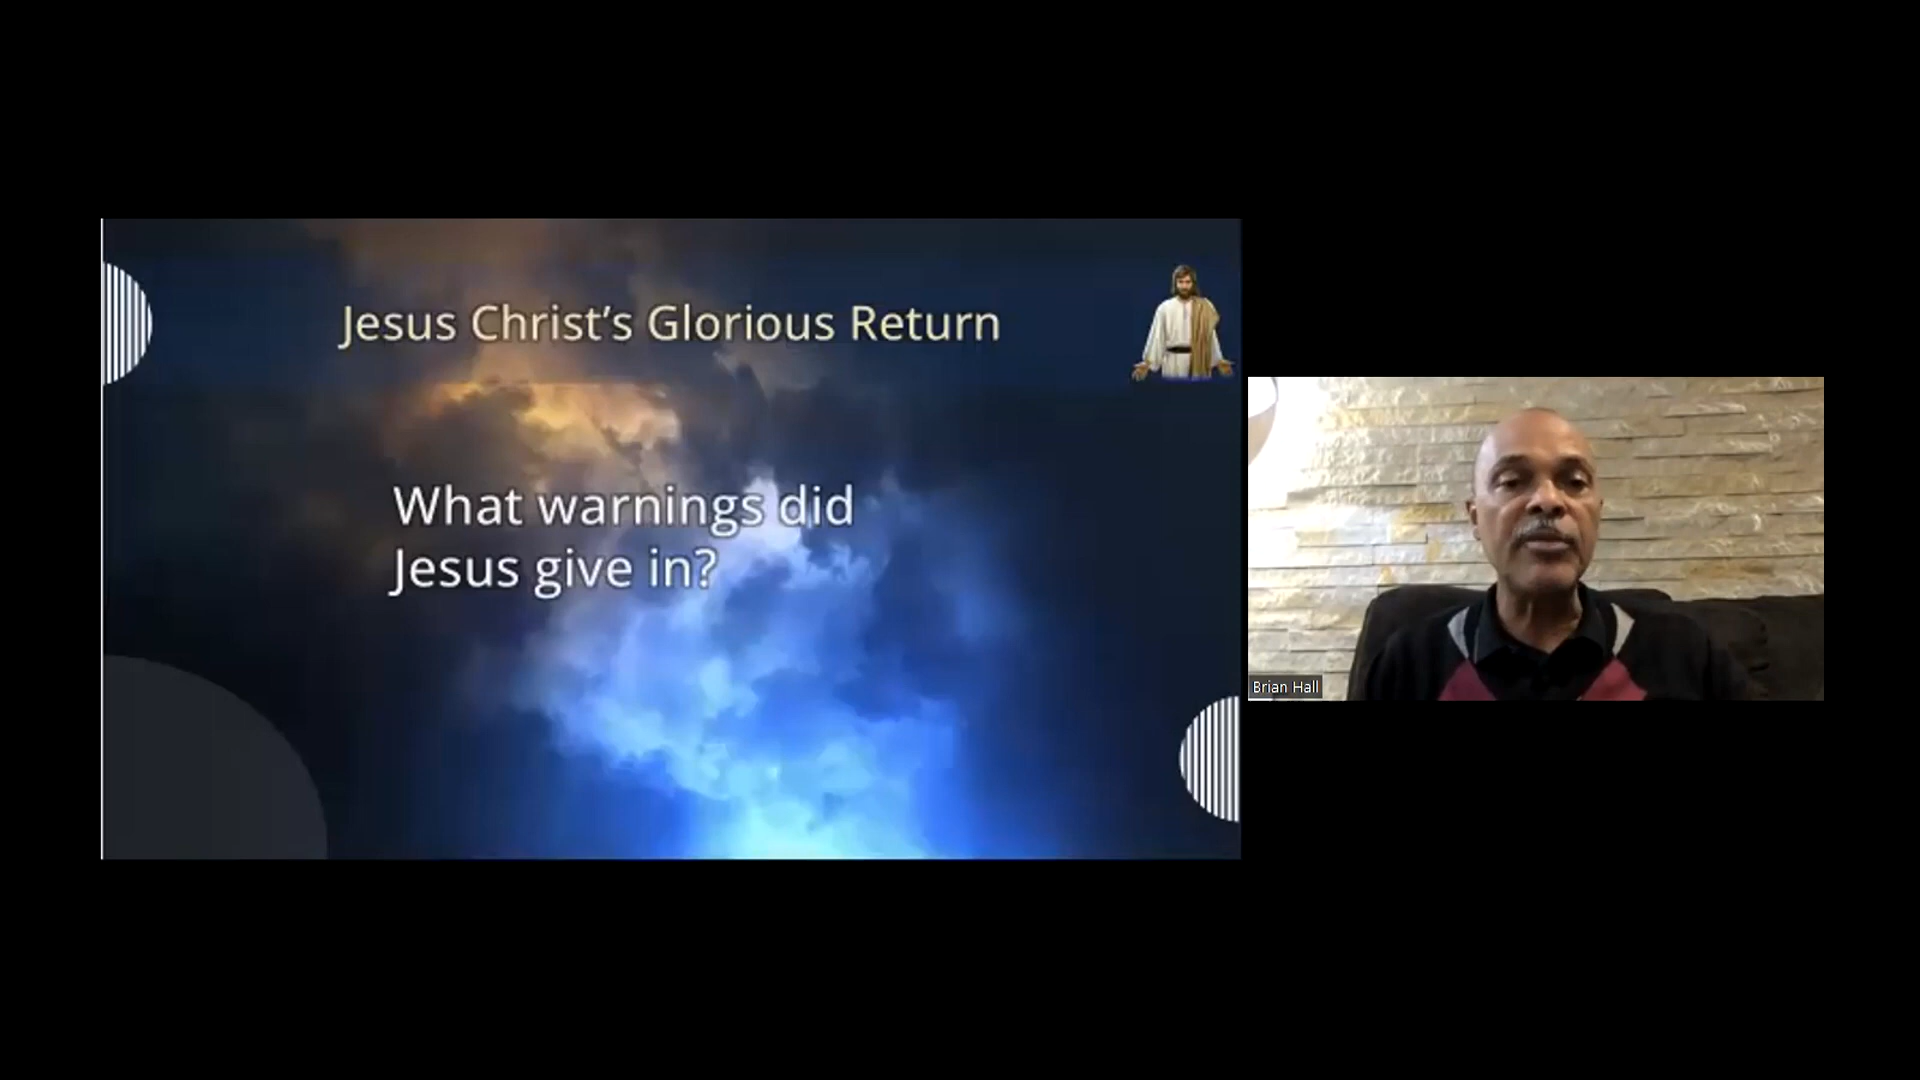 Jesus Christ’s Glorious Return
What warnings did
Jesus give in?
Brian Hall